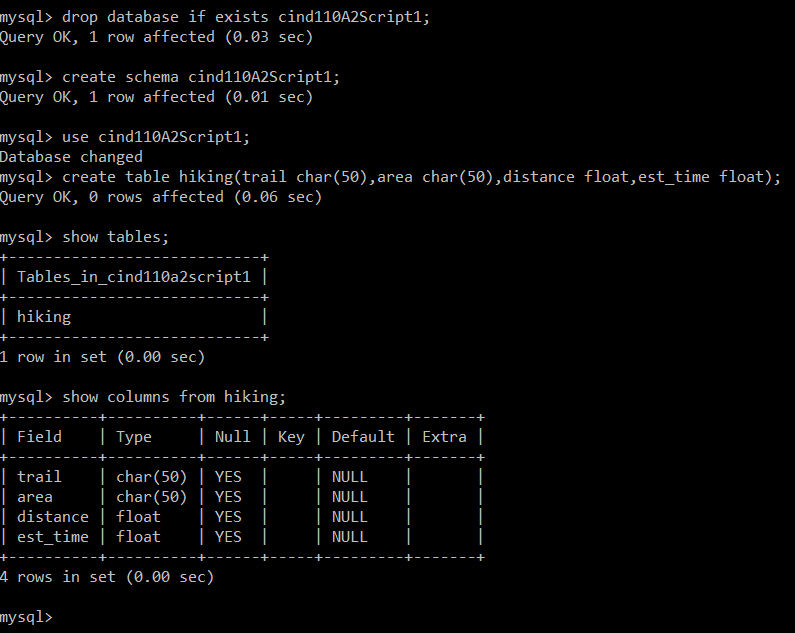 mysql> drop database if exists cind110A2Script1;
Query OK, 1 row affected (0.03 sec)

mysql> create schema cind110A2Script1;
Query OK, 1 row affected (0.01 sec)

mysql> use cind110A2Script1;
Database changed
mysql> create table hiking(trail char(50),area char(50),distance float,est_time float);
Query OK, 0 rows affected (0.06 sec)

mysql> show tables;
+----------------------------+
| Tables_in_cind110a2script1 |
+----------------------------+
| hiking                     |
+----------------------------+
1 row in set (0.00 sec)

mysql> show columns from hiking;
+----------+----------+------+-----+---------+-------+
| Field    | Type     | Null | Key | Default | Extra |
+----------+----------+------+-----+---------+-------+
| trail    | char(50) | YES  |     | NULL    |       |
| area     | char(50) | YES  |     | NULL    |       |
| distance | float    | YES  |     | NULL    |       |
| est_time | float    | YES  |     | NULL    |       |
+----------+----------+------+-----+---------+-------+
4 rows in set (0.00 sec)

mysql>